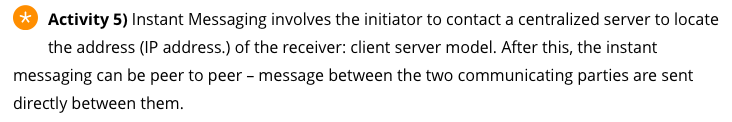 Activity 5) Instant Messaging involves the initiator to contact a centralized server to locate
the address (IP address.) of the receiver: client server model. After this, the instant
messaging can be peer to peer – message between the two communicating parties are sent
directly between them.